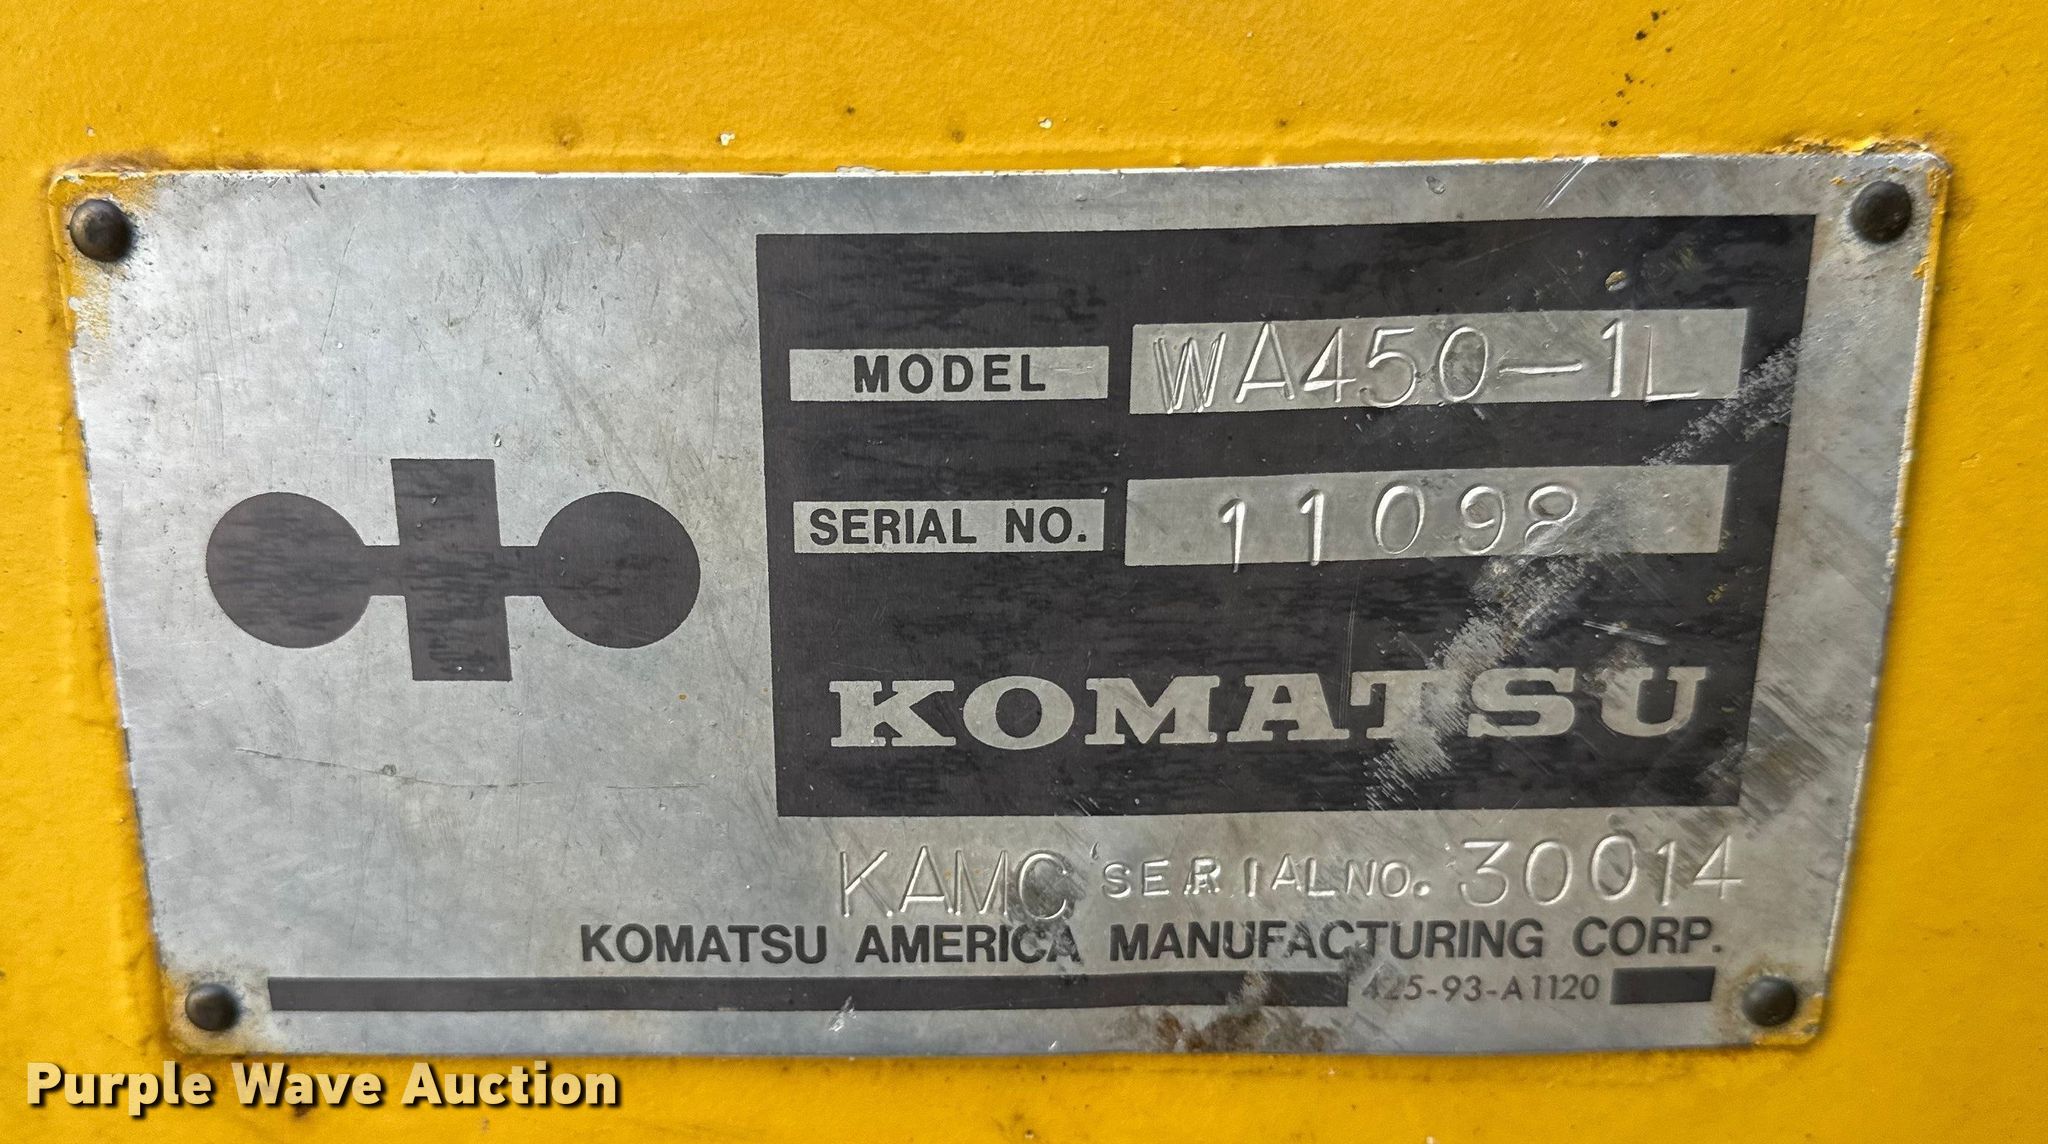 MODEL WA450-1L
SERIAL NO. 11098
KOMATSU
KAMC SERIAL NO. 30014
KOMATSU AMERICA MANUFACTURING CORP.
425-93-A1120
Purple Wave Auction